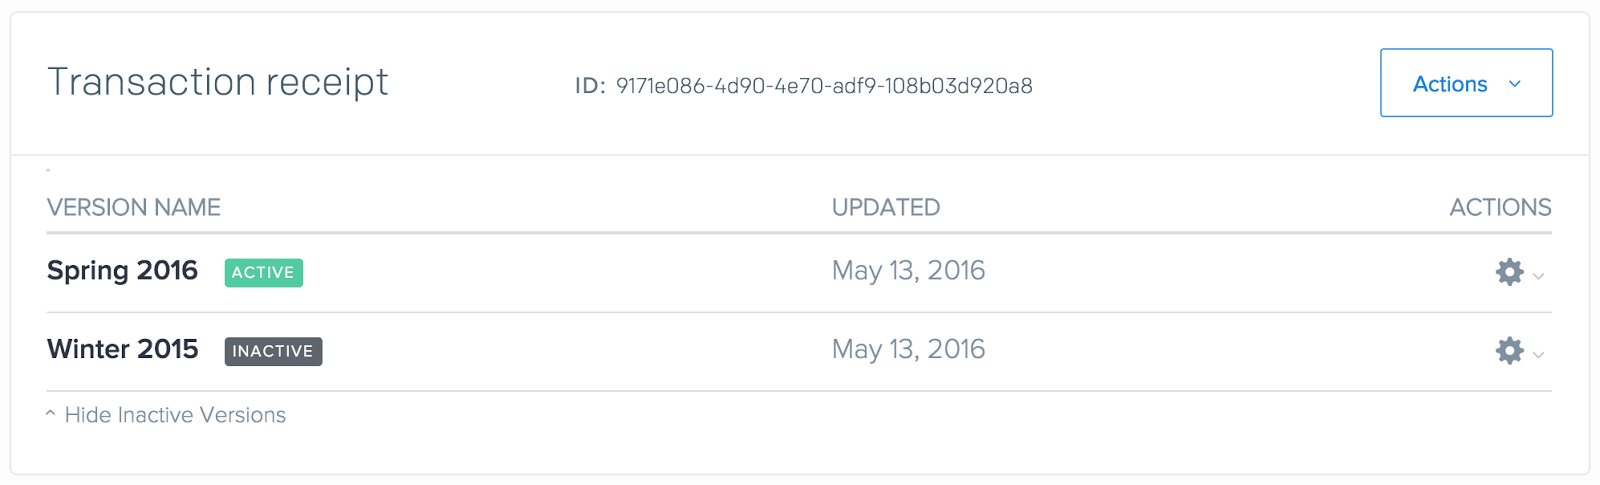 Transaction receipt ID: 9171e086-4d90-4e70-adf9-108b03d920a8 Actions
VERSION NAME UPDATED ACTIONS
Spring 2016 ACTIVE May 13, 2016
Winter 2015 INACTIVE May 13, 2016
Hide Inactive Versions